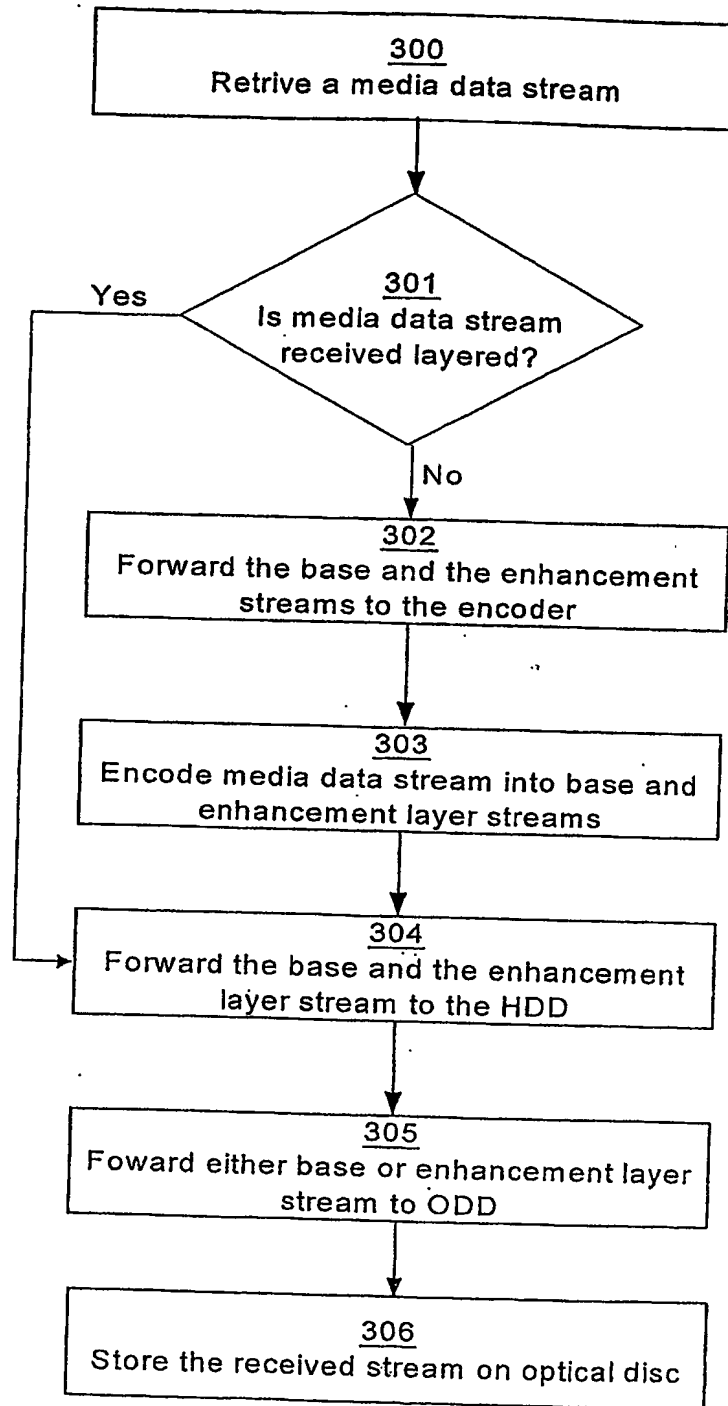 300
Retrive a media data stream
301
Is media data stream
received layered?
Yes
No
302
Forward the base and the enhancement
streams to the encoder
303
Encode media data stream into base and
enhancement layer streams
304
Forward the base and the enhancement
layer stream to the HDD
305
Foward either base or enhancement layer
stream to ODD
306
Store the received stream on optical disc